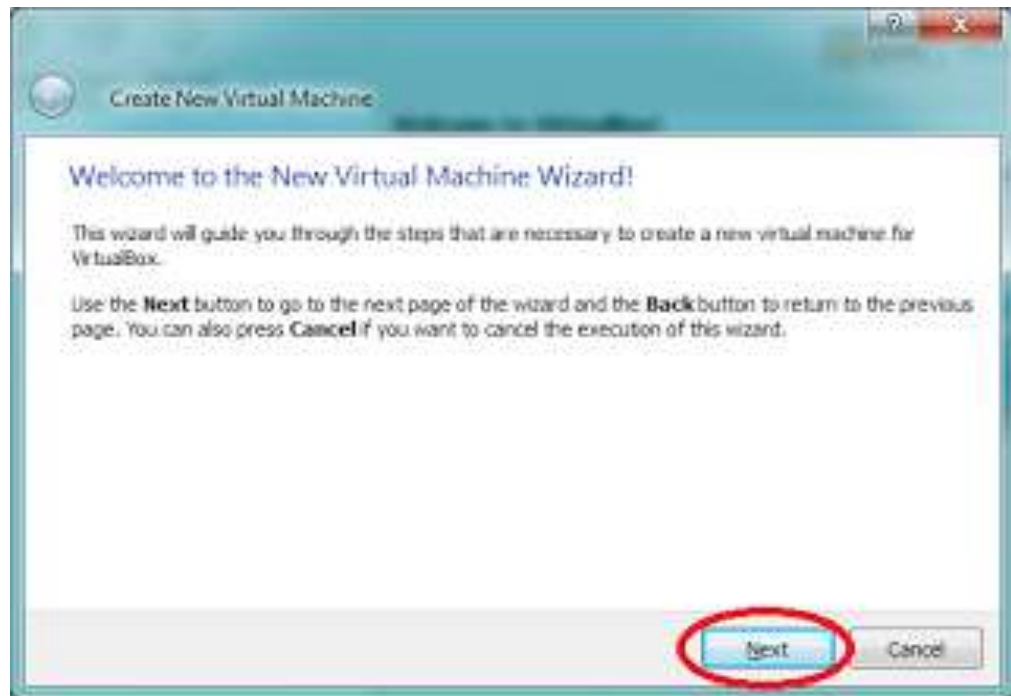 Create New Virtual Machine
Welcome to the New Virtual Machine Wizard!
This wizard will guide you through the steps that are necessary to create a new virtual machine for
VirtualBox.
Use the Next button to go to the next page of the wizard and the Back button to return to the previous
page. You can also press Cancel if you want to cancel the execution of this wizard.
Next Cancel